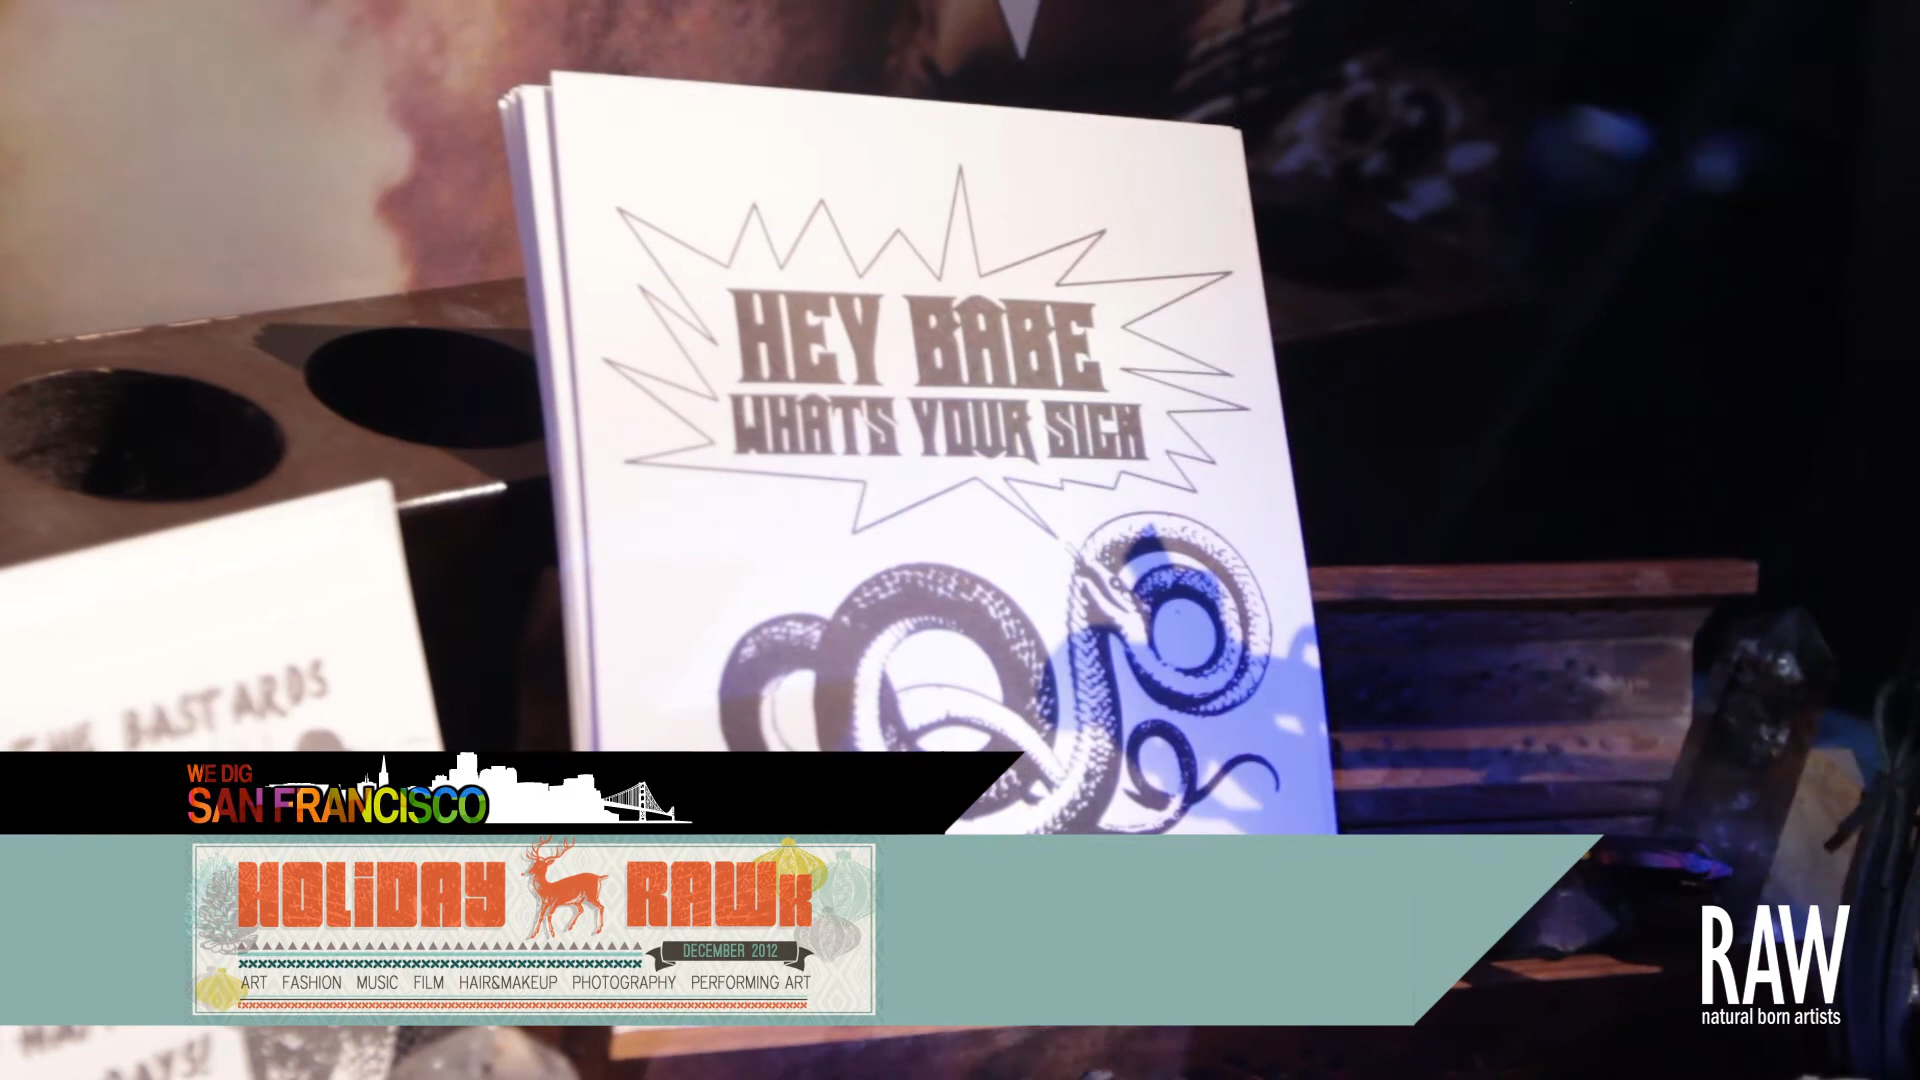 HEY BABE
WHATS YOUR SIGN
BASTARDS
WE DIG
SAN FRANCISCO
HOLiDAY RAWk
DECEMBER 2012
ART FASHION MUSIC FILM HAIR&MAKEUP PHOTOGRAPHY PERFORMING ART
RAW
natural born artists